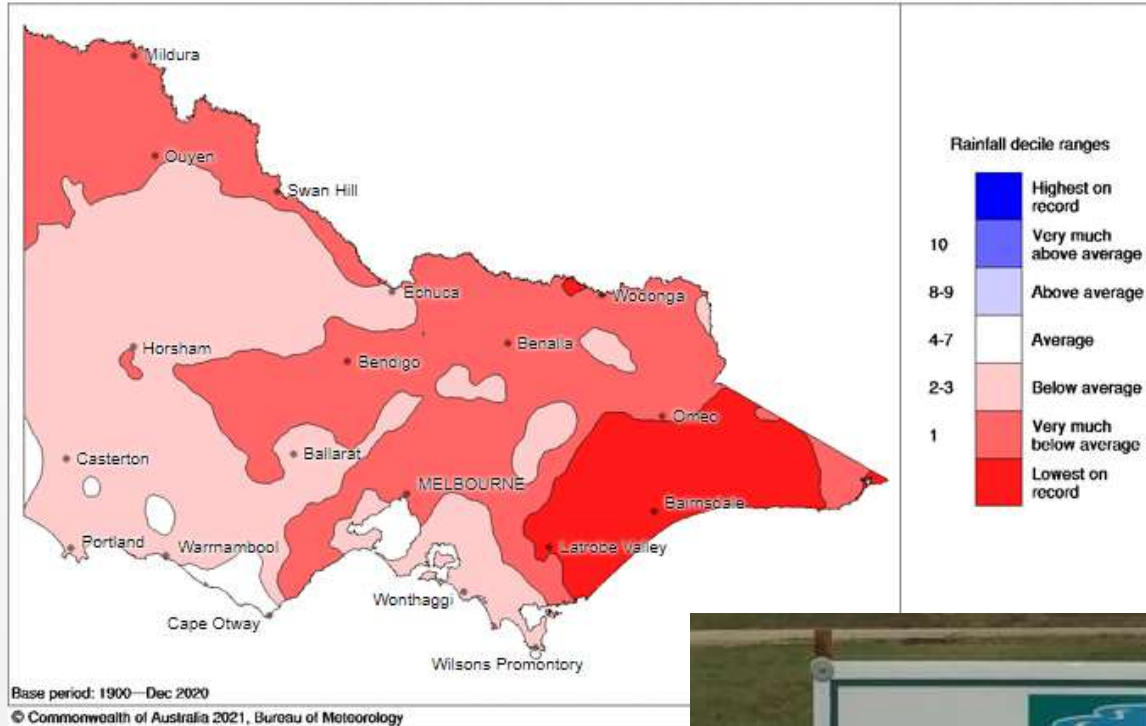 Mildura
Ouyen
Swan Hill
Echuca
Wodonga
Horsham
Bendigo
Benalla
Omeo
Casterton
Ballarat
MELBOURNE
Bairnsdale
Portland
Warrnambool
Latrobe Valley
Wonthaggi
Cape Otway
Wilsons Promontory
Rainfall decile ranges
Highest on record
10 Very much above average
8-9 Above average
4-7 Average
2-3 Below average
1 Very much below average
Lowest on record
Base period: 1900—Dec 2020
© Commonwealth of Australia 2021, Bureau of Meteorology